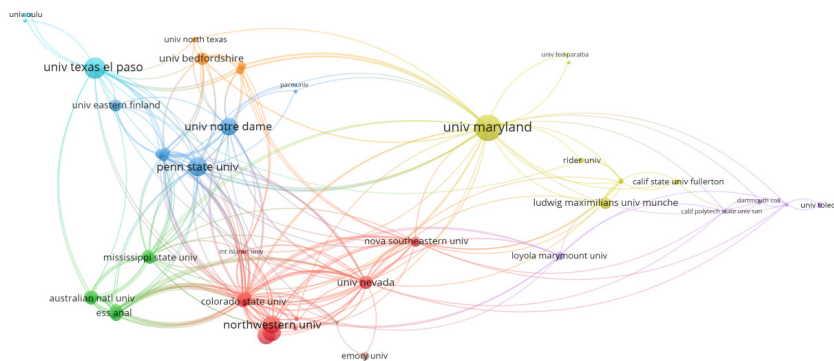 univ oulu
univ north texas
univ texas el paso
univ bedfordshire
univ fed paraiba
pace univ
univ eastern finland
univ notre dame
univ maryland
penn state univ
rider univ
calif state univ fullerton
ludwig maximilians univ munche
dartmouth coll
univ toled
calif polytech state univ san
nova southeastern univ
int islamic univ
mississippi state univ
loyola marymount univ
univ nevada
australian natl univ
colorado state univ
ess anal
northwestern univ
emory univ